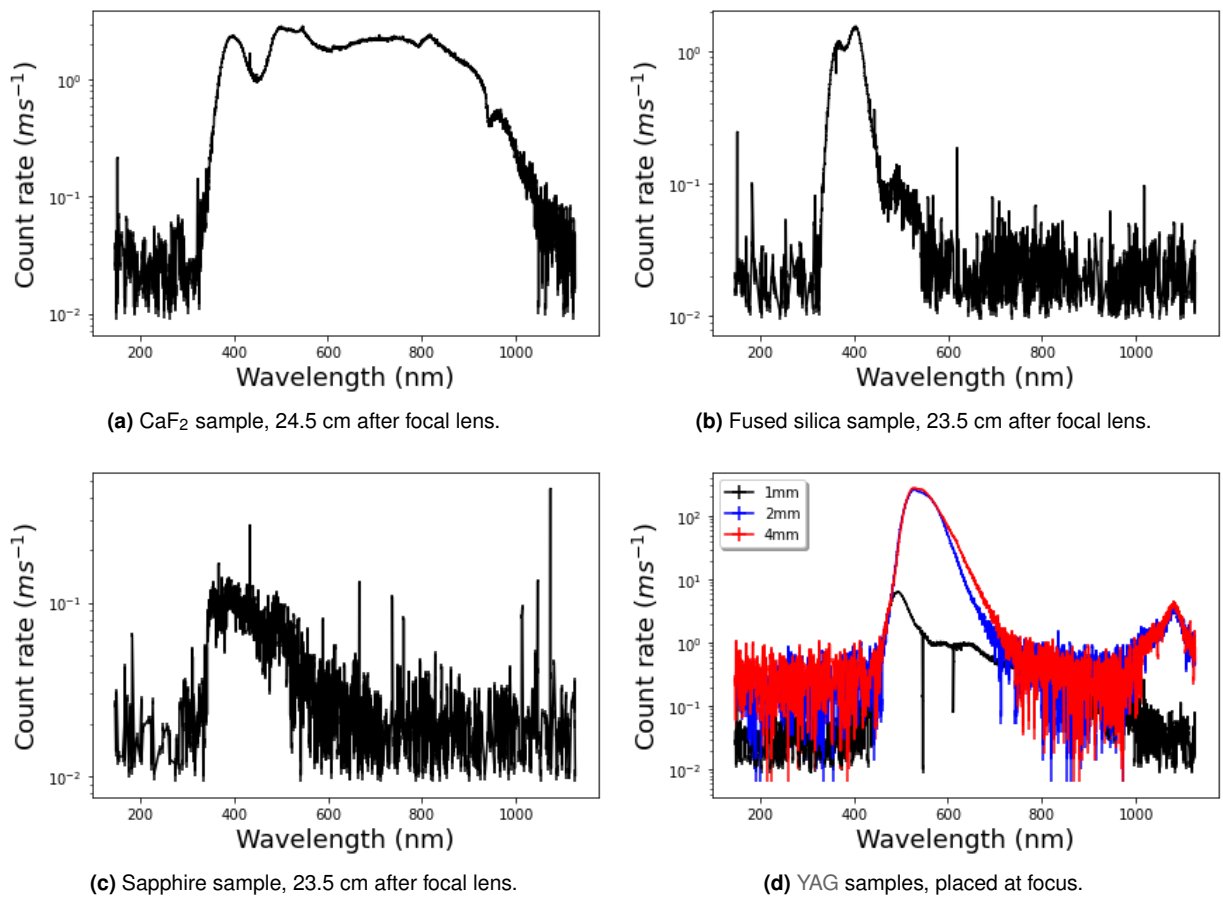 Count rate (ms⁻¹)
10⁰
10⁻¹
10⁻²
200 400 600 800 1000
Wavelength (nm)
(a) CaF₂ sample, 24.5 cm after focal lens.
Count rate (ms⁻¹)
10⁰
10⁻¹
10⁻²
200 400 600 800 1000
Wavelength (nm)
(b) Fused silica sample, 23.5 cm after focal lens.
Count rate (ms⁻¹)
10⁻¹
10⁻²
200 400 600 800 1000
Wavelength (nm)
(c) Sapphire sample, 23.5 cm after focal lens.
Count rate (ms⁻¹)
10²
10¹
10⁰
10⁻¹
10⁻²
1mm
2mm
4mm
200 400 600 800 1000
Wavelength (nm)
(d) YAG samples, placed at focus.